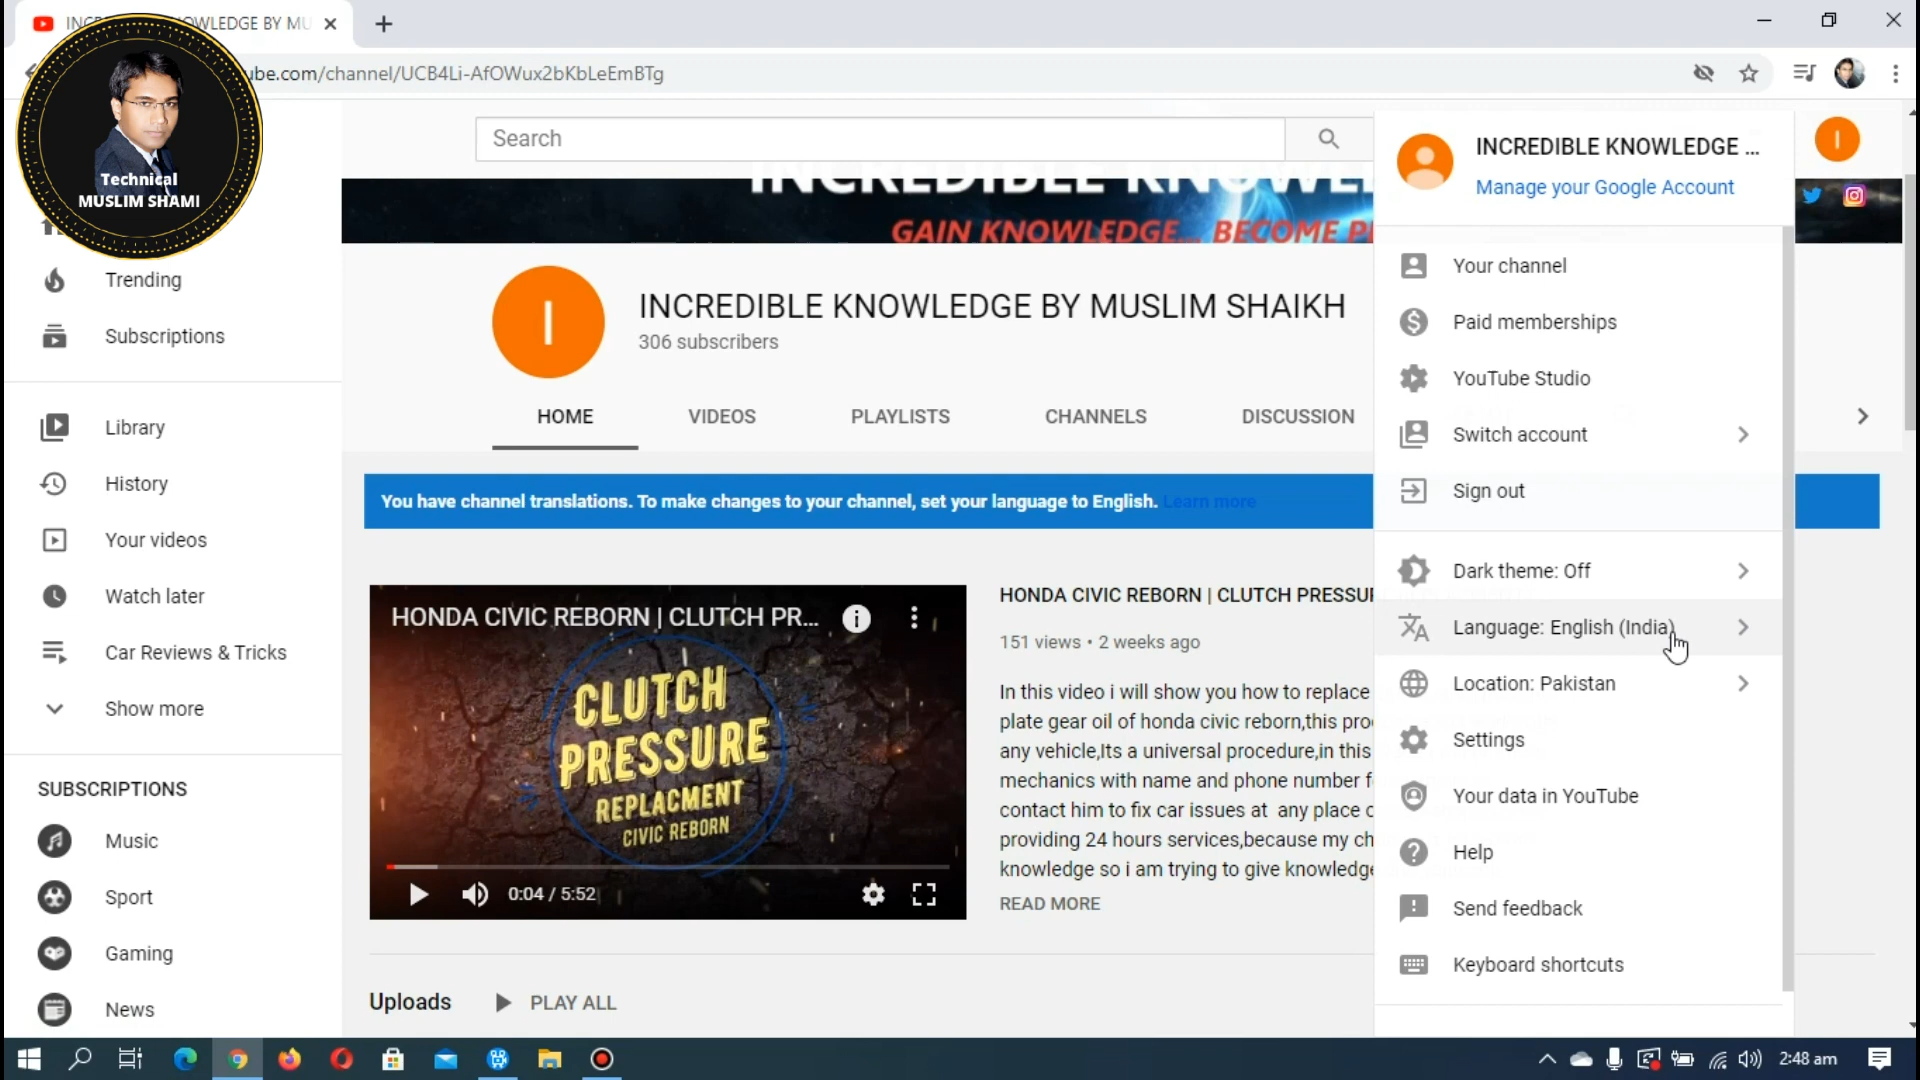 OWLEDGE BY MU
ube.com/channel/UCB4Li-AfOWux2bKbLeEmBTg
Technical
MUSLIM SHAMI
Trending
Subscriptions
Library
History
Your videos
Watch later
Car Reviews & Tricks
Show more
SUBSCRIPTIONS
Music
Sport
Gaming
News
Search
INCREDIBLE KNOWLE
GAIN KNOWLEDGE... BECOME P
I
INCREDIBLE KNOWLEDGE BY MUSLIM SHAIKH
306 subscribers
HOME VIDEOS PLAYLISTS CHANNELS DISCUSSION
You have channel translations. To make changes to your channel, set your language to English. Learn more
HONDA CIVIC REBORN | CLUTCH PR...
CLUTCH
PRESSURE
REPLACMENT
CIVIC REBORN
0:04 / 5:52
HONDA CIVIC REBORN | CLUTCH PRESSU
151 views • 2 weeks ago
In this video i will show you how to replace
plate gear oil of honda civic reborn,this pro
any vehicle,Its a universal procedure,in this
mechanics with name and phone number f
contact him to fix car issues at any place
providing 24 hours services,because my ch
knowledge so i am trying to give knowledge
READ MORE
Uploads PLAY ALL
INCREDIBLE KNOWLEDGE ...
Manage your Google Account
I
Your channel
Paid memberships
YouTube Studio
Switch account
Sign out
Dark theme: Off
Language: English (India)
Location: Pakistan
Settings
Your data in YouTube
Help
Send feedback
Keyboard shortcuts
2:48 am